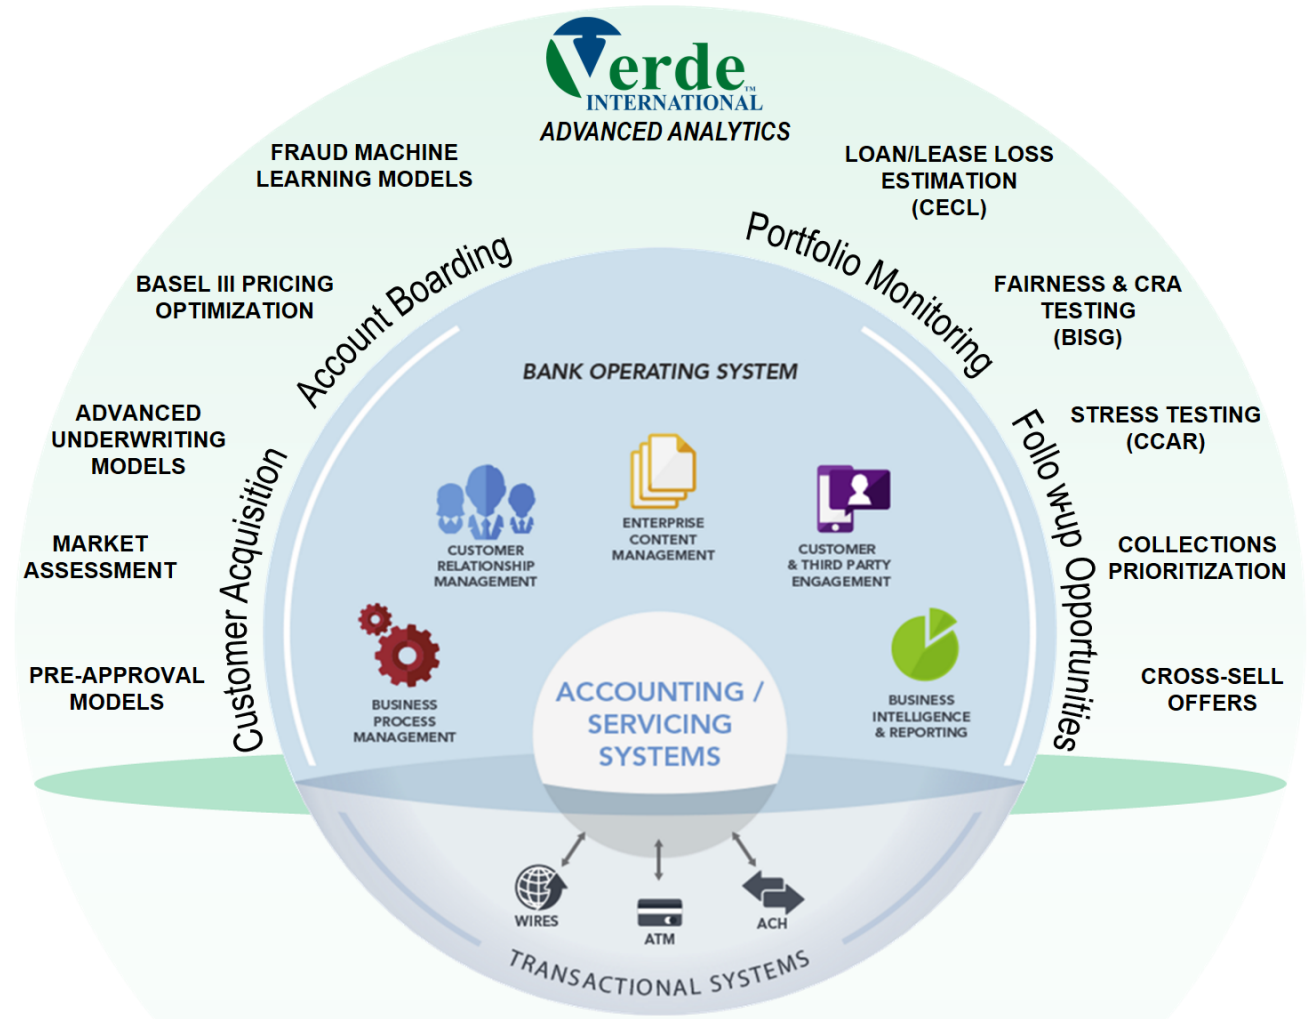 Verde™
INTERNATIONAL
ADVANCED ANALYTICS
FRAUD MACHINE
LEARNING MODELS
BASEL III PRICING
OPTIMIZATION
ADVANCED
UNDERWRITING
MODELS
MARKET
ASSESSMENT
PRE-APPROVAL
MODELS
LOAN/LEASE LOSS
ESTIMATION
(CECL)
FAIRNESS & CRA
TESTING
(BISG)
STRESS TESTING
(CCAR)
COLLECTIONS
PRIORITIZATION
CROSS-SELL
OFFERS
Customer Acquisition
Account Boarding
Portfolio Monitoring
Follo w-up Opportunities
BANK OPERATING SYSTEM
BUSINESS
PROCESS
MANAGEMENT
CUSTOMER
RELATIONSHIP
MANAGEMENT
ENTERPRISE
CONTENT
MANAGEMENT
CUSTOMER
& THIRD PARTY
ENGAGEMENT
BUSINESS
INTELLIGENCE
& REPORTING
ACCOUNTING /
SERVICING
SYSTEMS
WIRES
ATM
ACH
TRANSACTIONAL SYSTEMS